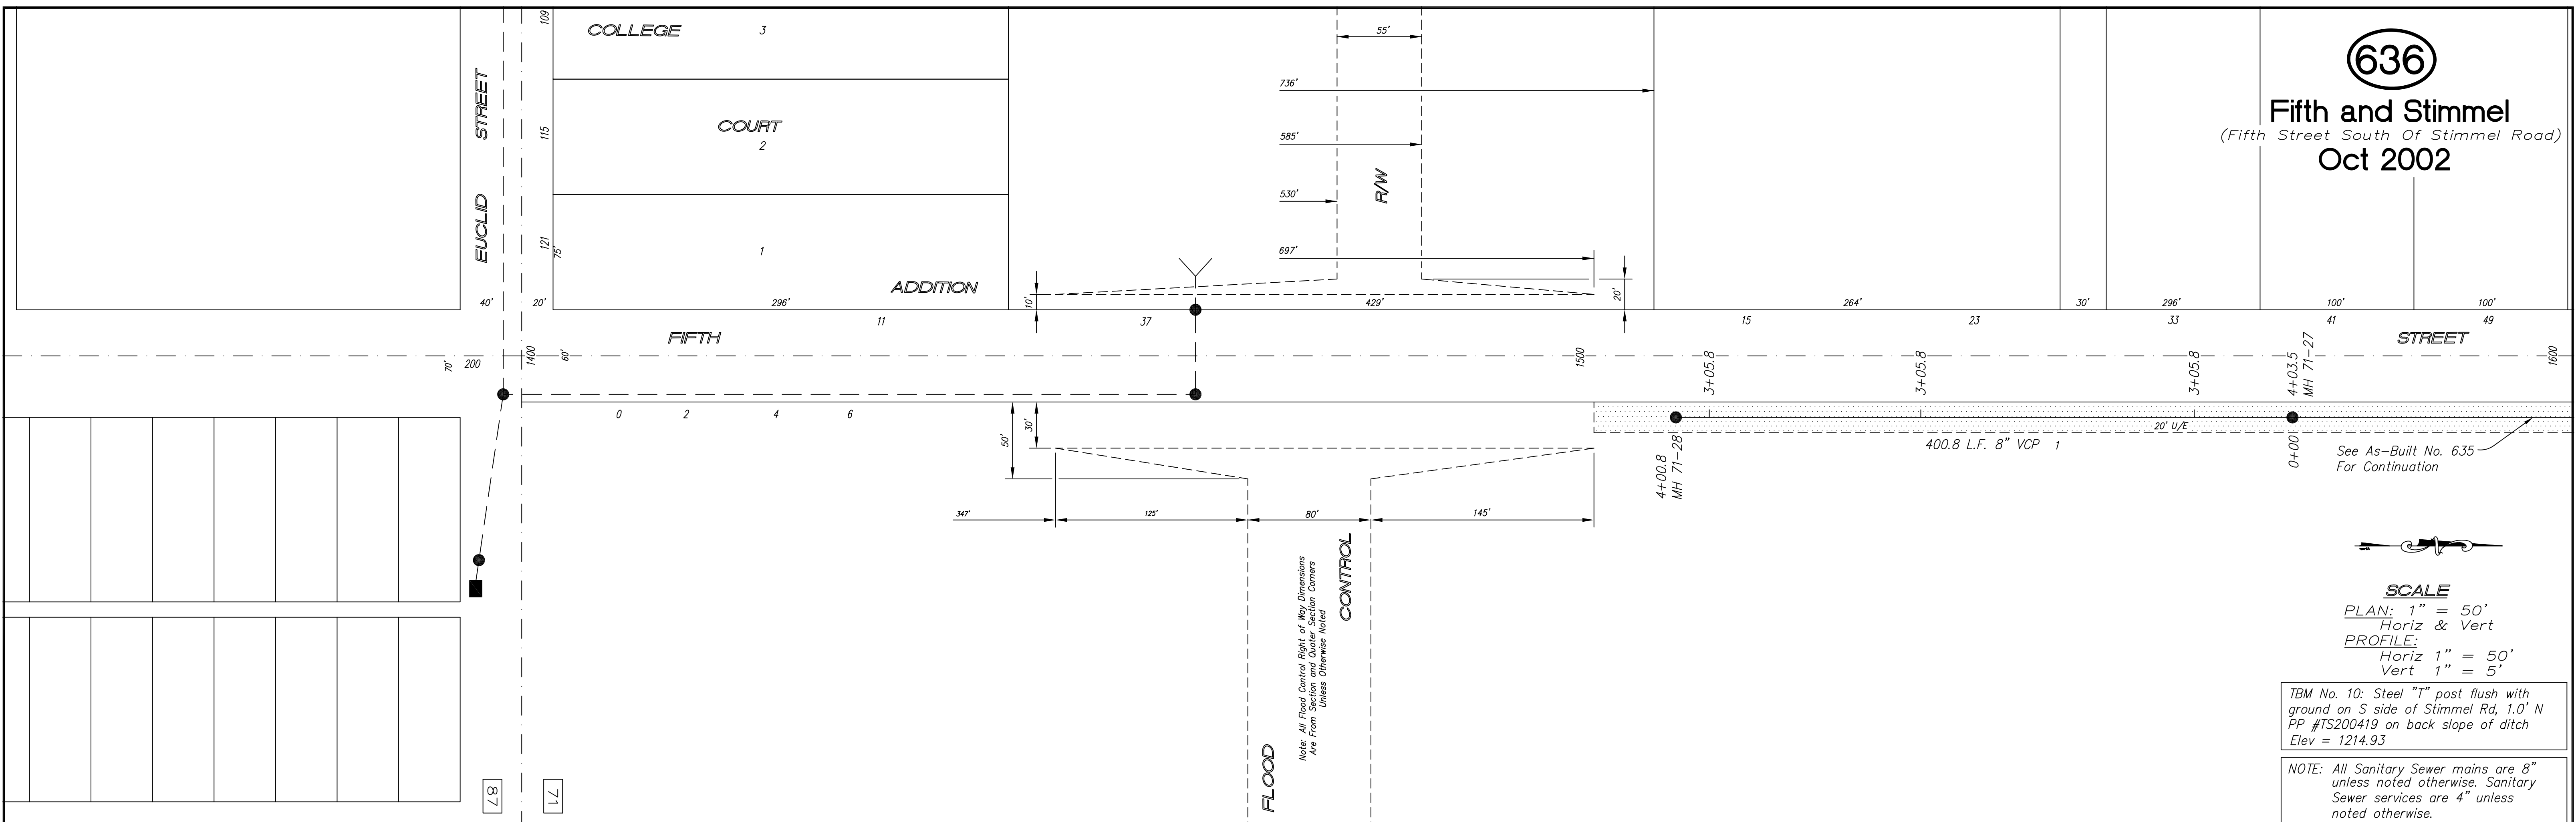 636
Fifth and Stimmel
(Fifth Street South Of Stimmel Road)
Oct 2002
COLLEGE
3
COURT
2
1
ADDITION
EUCLID STREET
109
115
121
75'
40'
20'
296'
11
FIFTH
70'
200
1400
60'
0
2
4
6
55'
736'
585'
530'
697'
R/W
10'
20'
429'
37
264'
30'
296'
100'
100'
15
23
33
41
49
STREET
1500
1600
3+05.8
3+05.8
3+05.8
4+03.5
MH 71-27
4+00.8
MH 71-28
0+00
20' U/E
400.8 L.F. 8" VCP 1
See As-Built No. 635
For Continuation
50'
30'
347'
125'
80'
145'
FLOOD CONTROL
Note: All Flood Control Right of Way Dimensions
Are From Section and Quater Section Corners
Unless Otherwise Noted
87
71
north
SCALE
PLAN: 1" = 50'
Horiz & Vert
PROFILE:
Horiz 1" = 50'
Vert 1" = 5'
TBM No. 10: Steel "T" post flush with
ground on S side of Stimmel Rd, 1.0' N
PP #TS200419 on back slope of ditch
Elev = 1214.93
NOTE: All Sanitary Sewer mains are 8"
unless noted otherwise. Sanitary
Sewer services are 4" unless
noted otherwise.